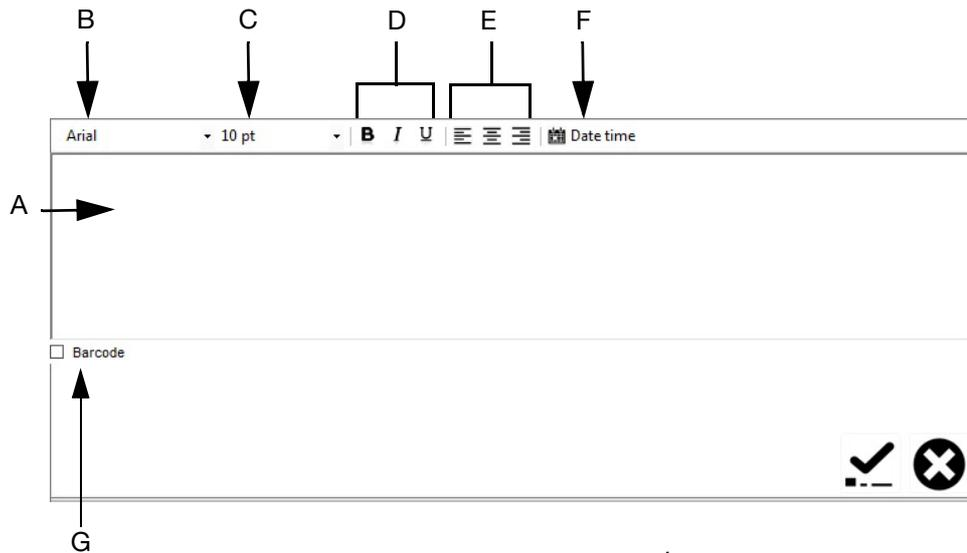 B C D E F
Arial 10 pt B I U Date time
A
Barcode
G